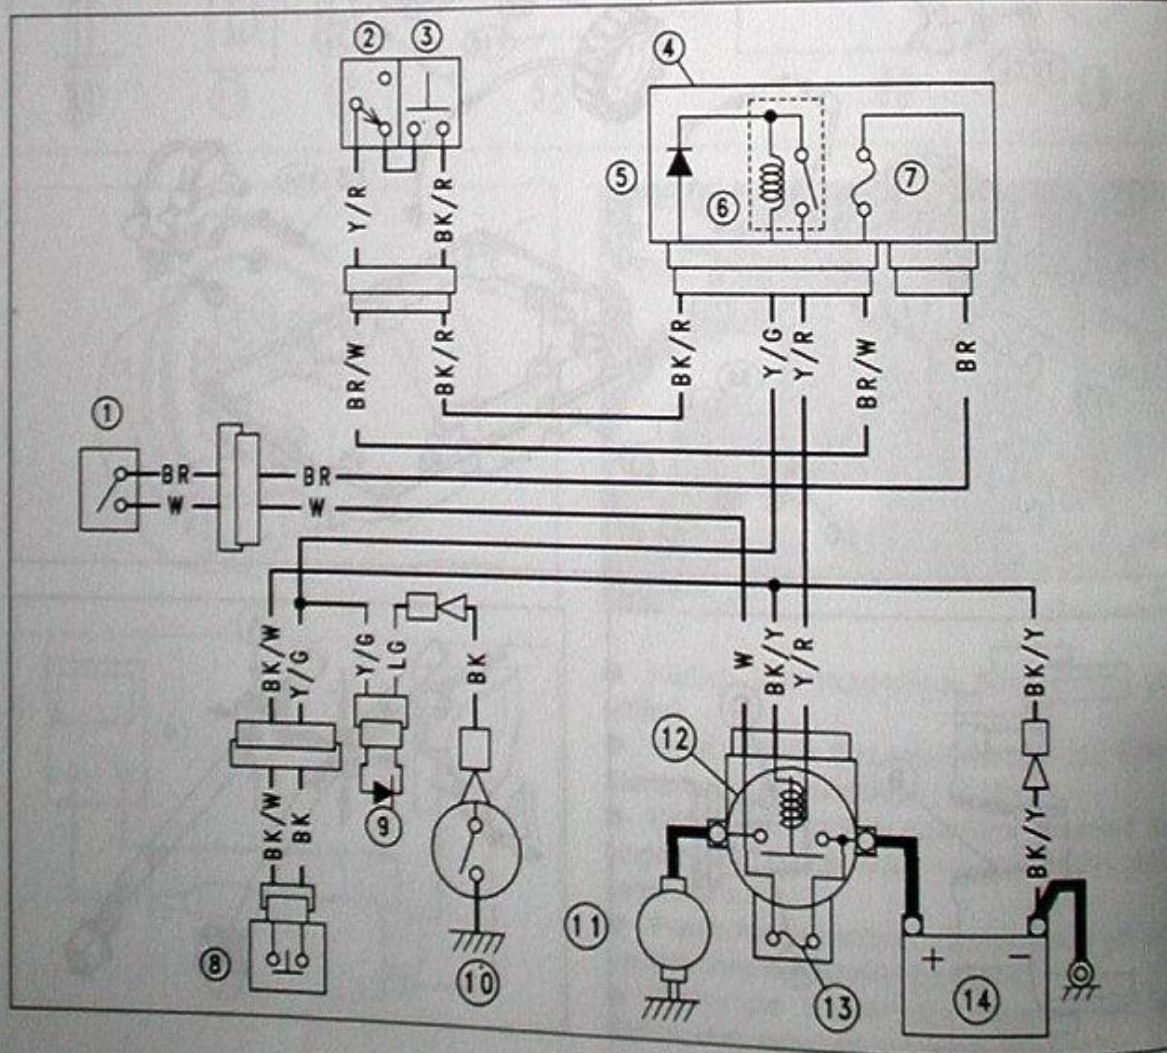 ② ③
④
⑤ ⑥ ⑦
Y/R BK/R
BR/W BK/R BK/R Y/G Y/R BR/W BR
①
BR BR
W W
BK/W Y/G Y/G LG BK W BK/Y Y/R BK/Y
⑫
BK/W BK ⑨ BK/Y
⑧ ⑩ ⑪ ⑬ + − ⑭